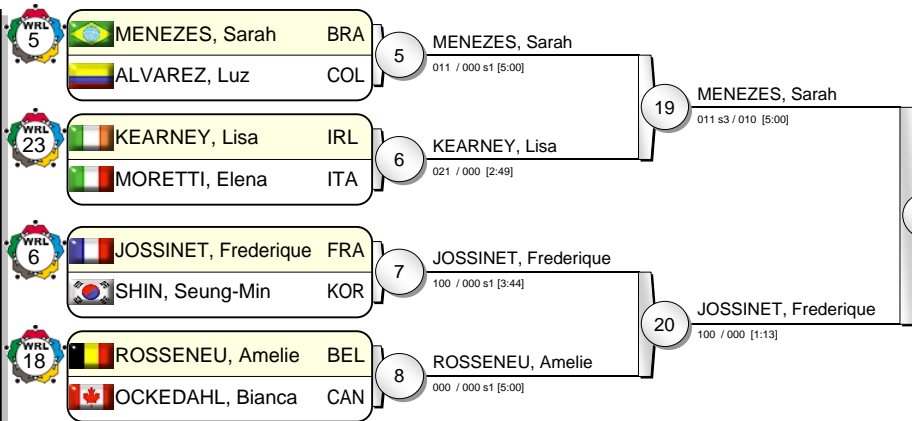 WRL
5
MENEZES, Sarah BRA
ALVAREZ, Luz COL
5
MENEZES, Sarah
011 / 000 s1 [5:00]
WRL
23
KEARNEY, Lisa IRL
MORETTI, Elena ITA
6
KEARNEY, Lisa
021 / 000 [2:49]
19
MENEZES, Sarah
011 s3 / 010 [5:00]
WRL
6
JOSSINET, Frederique FRA
SHIN, Seung-Min KOR
7
JOSSINET, Frederique
100 / 000 s1 [3:44]
WRL
18
ROSSENEU, Amelie BEL
OCKEDAHL, Bianca CAN
8
ROSSENEU, Amelie
000 / 000 s1 [5:00]
20
JOSSINET, Frederique
100 / 000 [1:13]